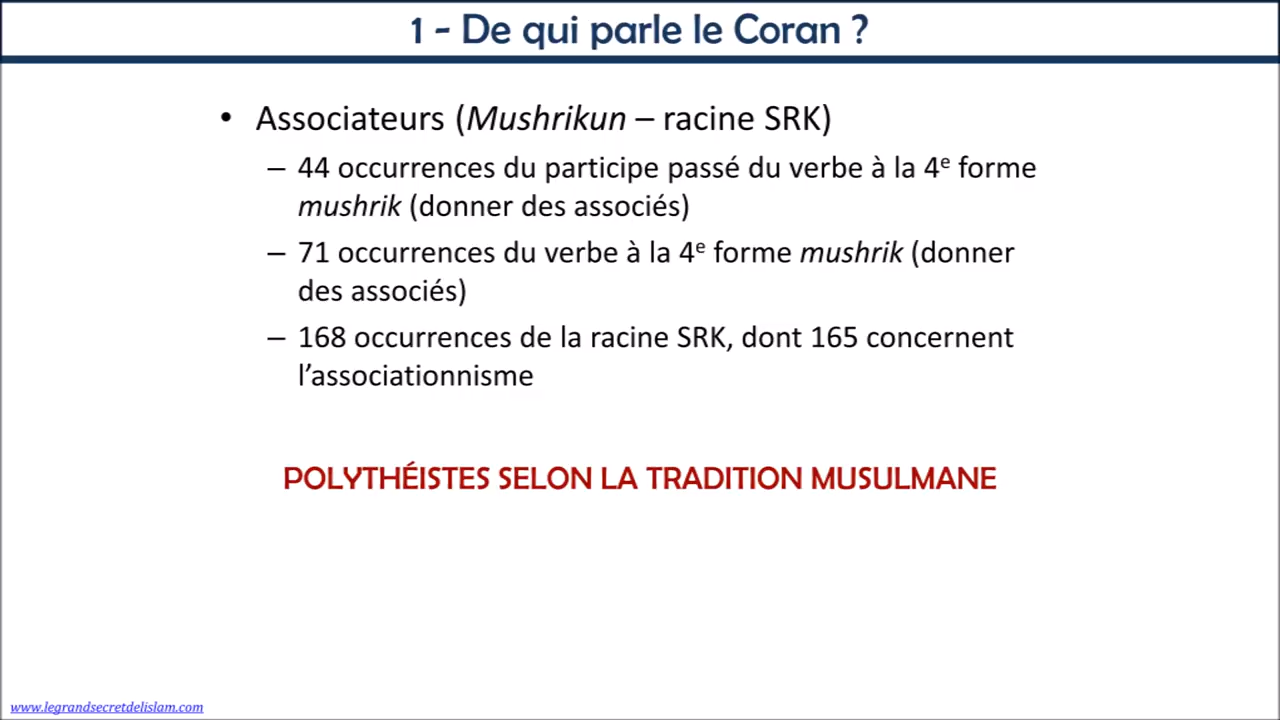 1 - De qui parle le Coran ?
• Associateurs (Mushrikun – racine SRK)
– 44 occurrences du participe passé du verbe à la 4e forme
mushrik (donner des associés)
– 71 occurrences du verbe à la 4e forme mushrik (donner
des associés)
– 168 occurrences de la racine SRK, dont 165 concernent
l’associationnisme
POLYTHÉISTES SELON LA TRADITION MUSULMANE
www.legrandsecretdelislam.com